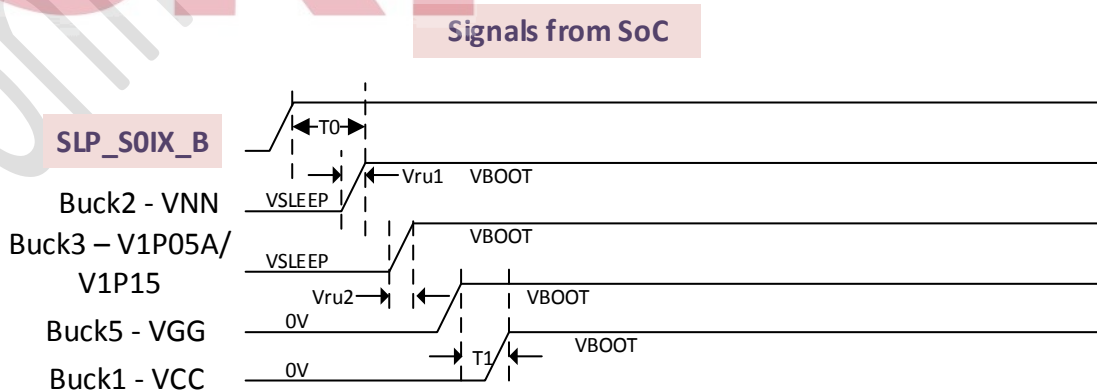 Signals from SoC
SLP_S0IX_B
T0
Buck2 - VNN
VSLEEP
Vru1
VBOOT
Buck3 – V1P05A/
V1P15
VSLEEP
VBOOT
Vru2
VBOOT
Buck5 - VGG
0V
T1
VBOOT
Buck1 - VCC
0V